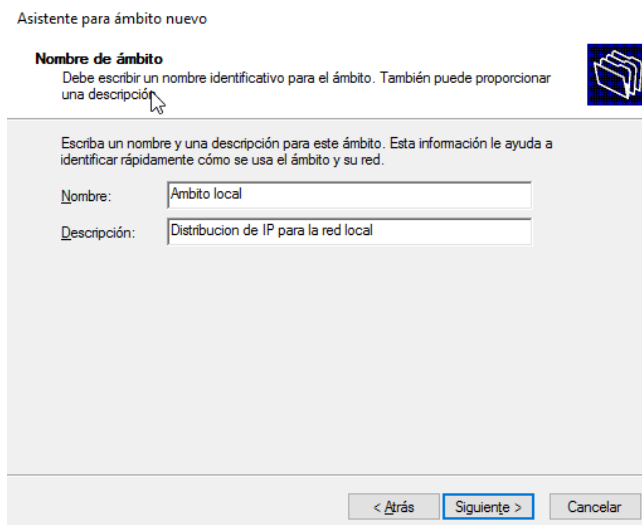 Asistente para ámbito nuevo
Nombre de ámbito
Debe escribir un nombre identificativo para el ámbito. También puede proporcionar
una descripción.
Escriba un nombre y una descripción para este ámbito. Esta información le ayuda a
identificar rápidamente cómo se usa el ámbito y su red.
Nombre:
Ambito local
Descripción:
Distribucion de IP para la red local
< Atrás
Siguiente >
Cancelar